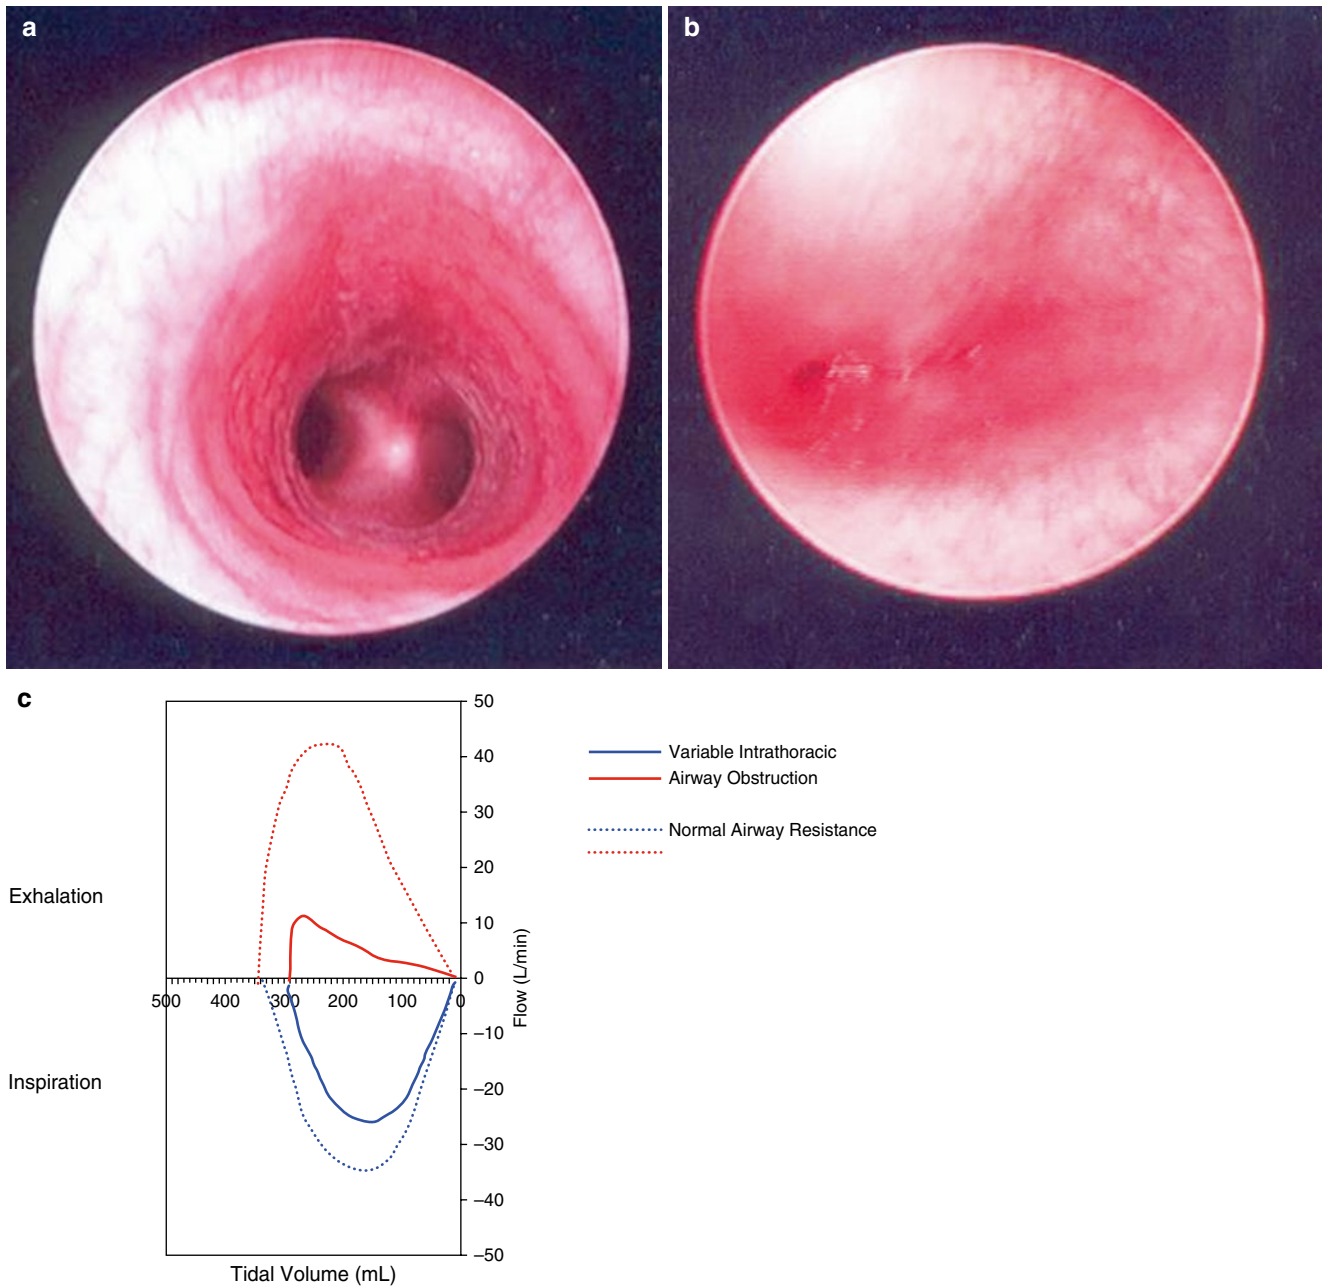 a
b
c
50
40
30
20
10
0
500 400 300 200 100 0
−10
−20
−30
−40
−50
Exhalation
Inspiration
Flow (L/min)
Tidal Volume (mL)
Variable Intrathoracic
Airway Obstruction
Normal Airway Resistance